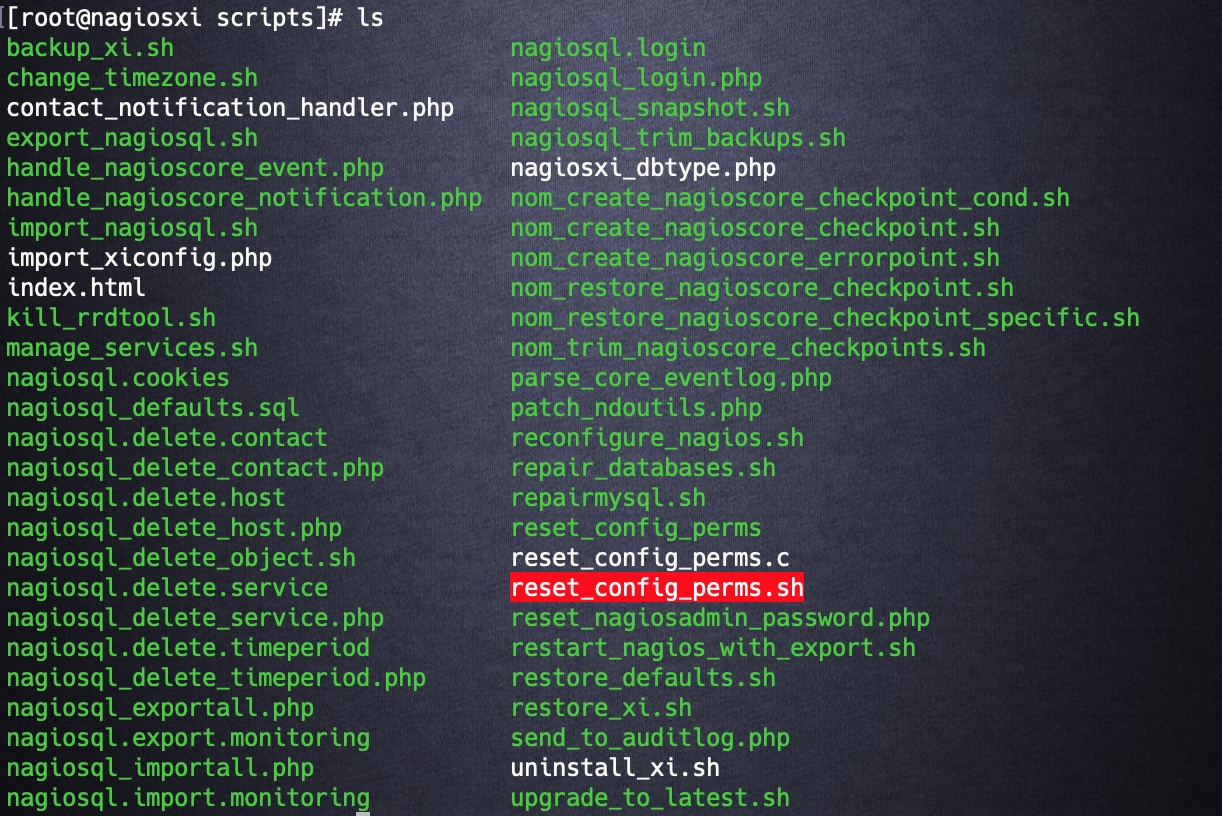 [[root@nagiosxi scripts]# ls
backup_xi.sh nagiosql.login
change_timezone.sh nagiosql_login.php
contact_notification_handler.php nagiosql_snapshot.sh
export_nagiosql.sh nagiosql_trim_backups.sh
handle_nagioscore_event.php nagiosxi_dbtype.php
handle_nagioscore_notification.php nom_create_nagioscore_checkpoint_cond.sh
import_nagiosql.sh nom_create_nagioscore_checkpoint.sh
import_xiconfig.php nom_create_nagioscore_errorpoint.sh
index.html nom_restore_nagioscore_checkpoint.sh
kill_rrdtool.sh nom_restore_nagioscore_checkpoint_specific.sh
manage_services.sh nom_trim_nagioscore_checkpoints.sh
nagiosql.cookies parse_core_eventlog.php
nagiosql_defaults.sql patch_ndoutils.php
nagiosql.delete.contact reconfigure_nagios.sh
nagiosql_delete_contact.php repair_databases.sh
nagiosql.delete.host repairmysql.sh
nagiosql_delete_host.php reset_config_perms
nagiosql_delete_object.sh reset_config_perms.c
nagiosql.delete.service reset_config_perms.sh
nagiosql_delete_service.php reset_nagiosadmin_password.php
nagiosql.delete.timeperiod restart_nagios_with_export.sh
nagiosql_delete_timeperiod.php restore_defaults.sh
nagiosql_exportall.php restore_xi.sh
nagiosql.export.monitoring send_to_auditlog.php
nagiosql_importall.php uninstall_xi.sh
nagiosql.import.monitoring upgrade_to_latest.sh